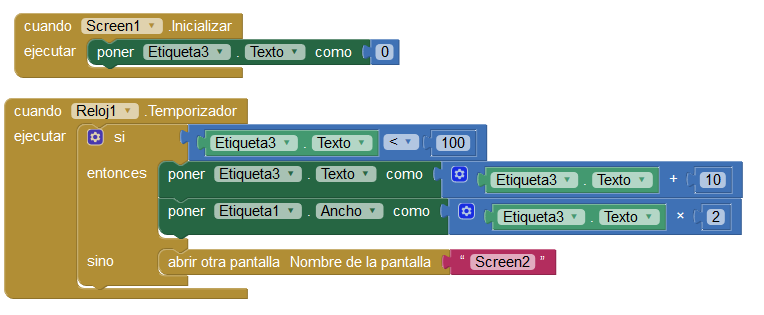 cuando Screen1 .Inicializar
ejecutar poner Etiqueta3 . Texto como 0
cuando Reloj1 .Temporizador
ejecutar si Etiqueta3 . Texto < 100
entonces poner Etiqueta3 . Texto como Etiqueta3 . Texto + 10
poner Etiqueta1 . Ancho como Etiqueta3 . Texto × 2
sino abrir otra pantalla Nombre de la pantalla “ Screen2 ”